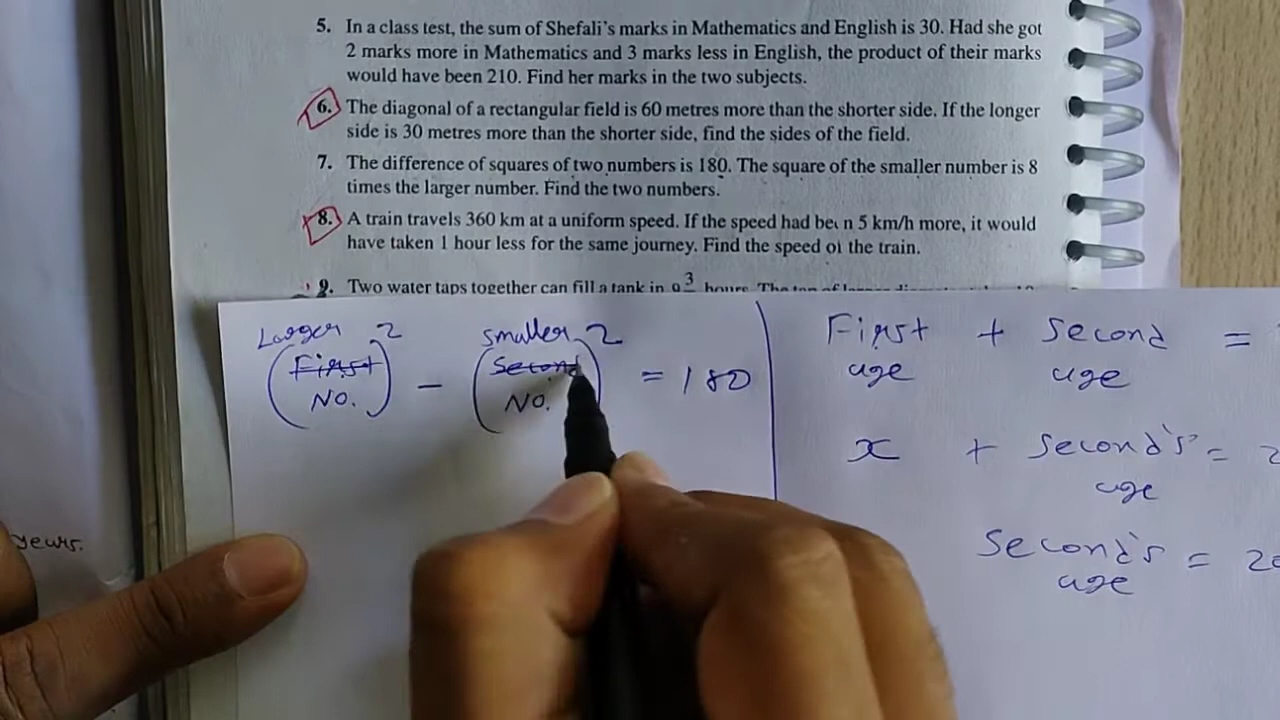 5. In a class test, the sum of Shefali's marks in Mathematics and English is 30. Had she got
2 marks more in Mathematics and 3 marks less in English, the product of their marks
would have been 210. Find her marks in the two subjects.
6. The diagonal of a rectangular field is 60 metres more than the shorter side. If the longer
side is 30 metres more than the shorter side, find the sides of the field.
7. The difference of squares of two numbers is 180. The square of the smaller number is 8
times the larger number. Find the two numbers.
8. A train travels 360 km at a uniform speed. If the speed had been 5 km/h more, it would
have taken 1 hour less for the same journey. Find the speed of the train.
9. Two water taps together can fill a tank in 9 3/
Larger 2 smaller 2
(First No.) - (Second No.) = 180
First age + Second age =
x + Second's age = 2
Second's age = 20
years.